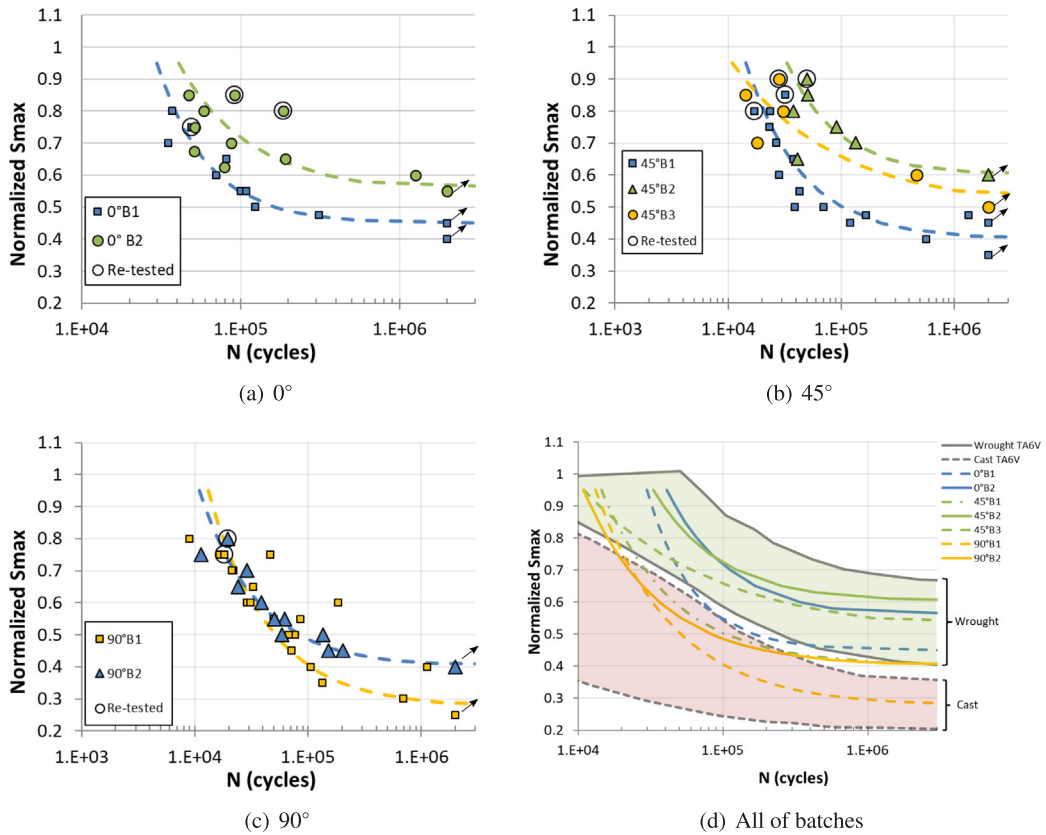 1.1
1
0.9
0.8
0.7
0.6
0.5
0.4
0.3
0.2
Normalized Smax
0°B1
0° B2
Re-tested
1.E+04 1.E+05 1.E+06
N (cycles)
(a) 0°
1.1
1
0.9
0.8
0.7
0.6
0.5
0.4
0.3
0.2
Normalized Smax
45°B1
45°B2
45°B3
Re-tested
1.E+03 1.E+04 1.E+05 1.E+06
N (cycles)
(b) 45°
1.1
1
0.9
0.8
0.7
0.6
0.5
0.4
0.3
0.2
Normalized Smax
90°B1
90°B2
Re-tested
1.E+03 1.E+04 1.E+05 1.E+06
N (cycles)
(c) 90°
1.1
1
0.9
0.8
0.7
0.6
0.5
0.4
0.3
0.2
Normalized Smax
Wrought TA6V
Cast TA6V
0°B1
0°B2
45°B1
45°B2
45°B3
90°B1
90°B2
Wrought
Cast
1.E+04 1.E+05 1.E+06
N (cycles)
(d) All of batches